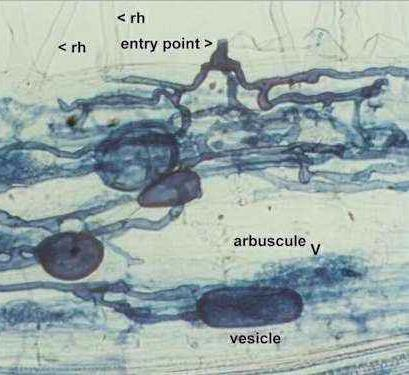 < rh
< rh
entry point >
arbuscule V
vesicle